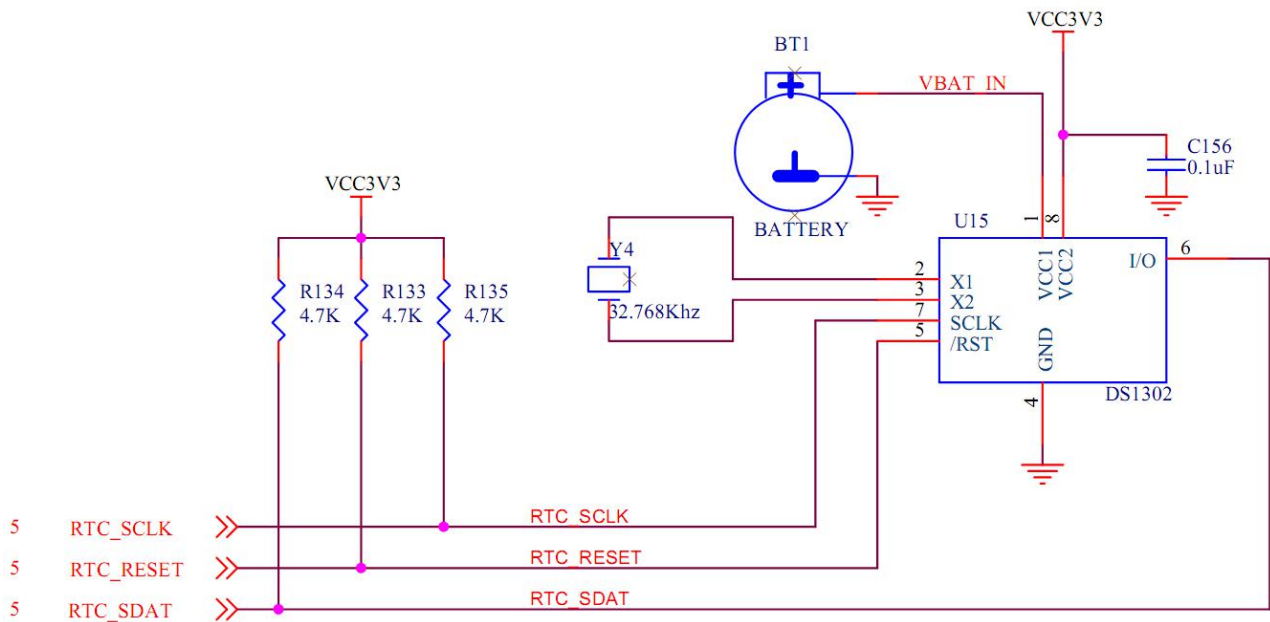 VCC3V3
BT1
VBAT_IN
C156
0.1uF
VCC3V3
BATTERY
U15
1
8
6
Y4
I/O
VCC1
VCC2
2
X1
3
X2
R134
4.7K
R133
4.7K
R135
4.7K
32.768Khz
7
SCLK
5
/RST
GND
4
DS1302
5 RTC_SCLK
RTC_SCLK
5 RTC_RESET
RTC_RESET
5 RTC_SDAT
RTC_SDAT